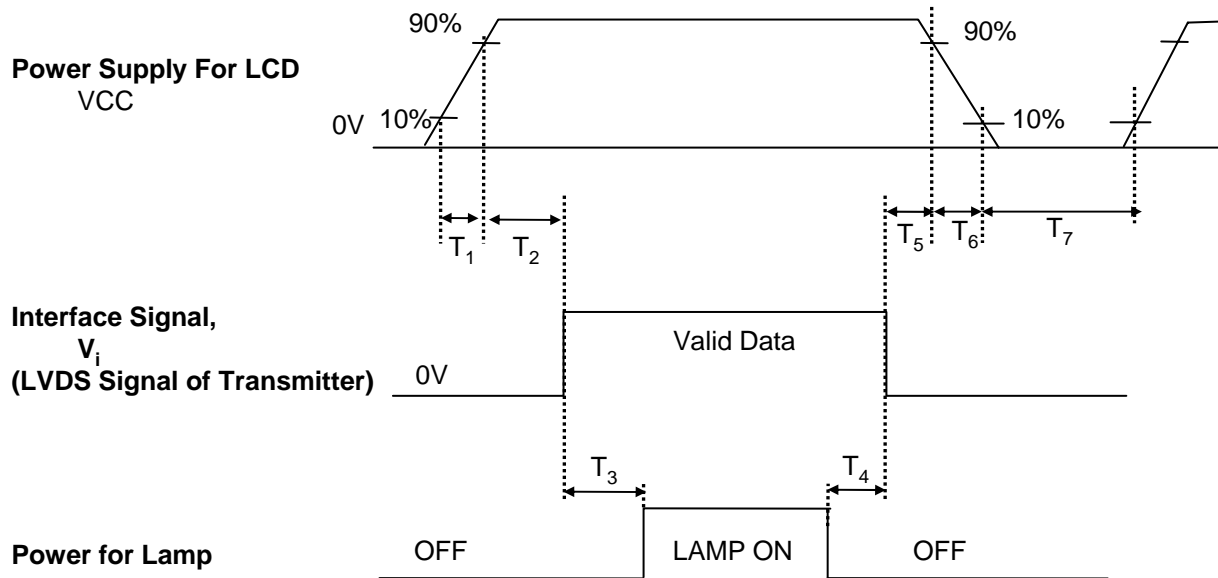 90%
90%
Power Supply For LCD
VCC
0V
10%
10%
T1
T2
T5
T6
T7
Interface Signal,
Vi
(LVDS Signal of Transmitter)
0V
Valid Data
T3
T4
Power for Lamp
OFF
LAMP ON
OFF